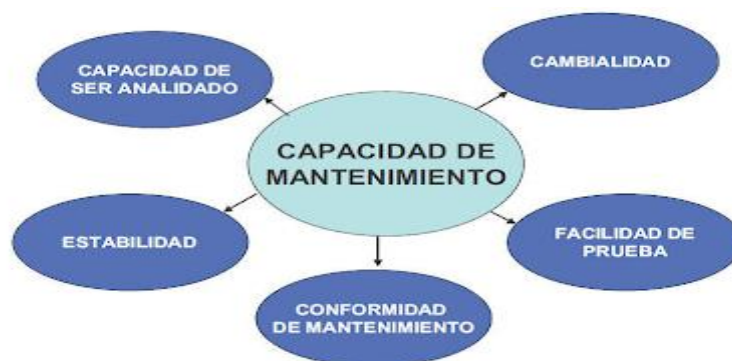 CAPACIDAD DE
SER ANALIDADO
CAMBIALIDAD
CAPACIDAD DE
MANTENIMIENTO
ESTABILIDAD
FACILIDAD DE
PRUEBA
CONFORMIDAD
DE MANTENIMIENTO